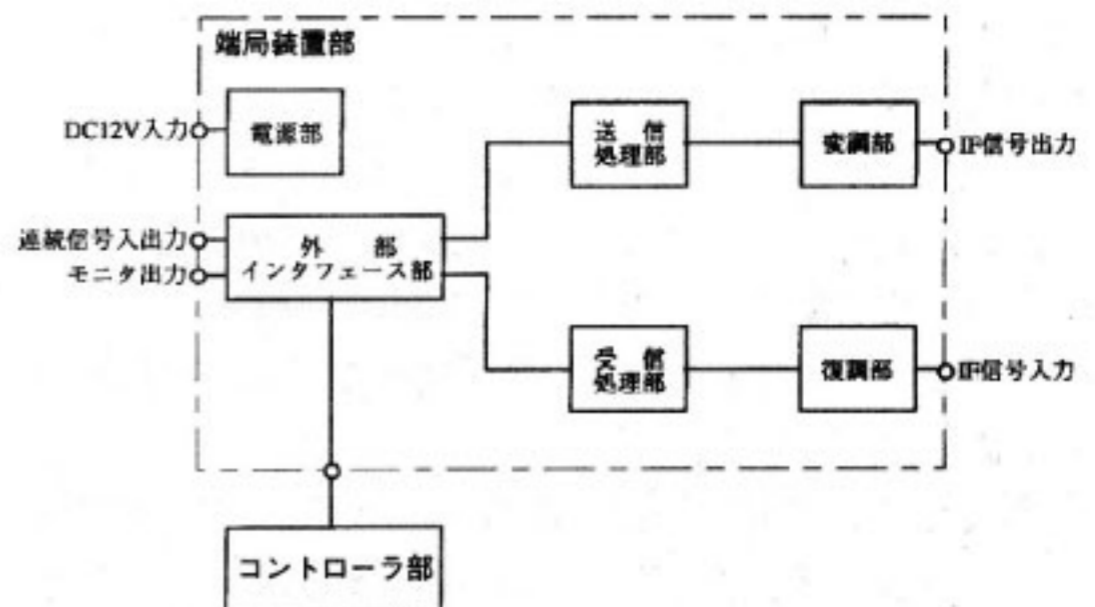 端局装置部
DC12V入力
電源部
送 信
処理部
変調部
IF信号出力
連続信号入出力
モニタ出力
外 部
インタフェース部
受 信
処理部
復調部
IF信号入力
コントローラ部